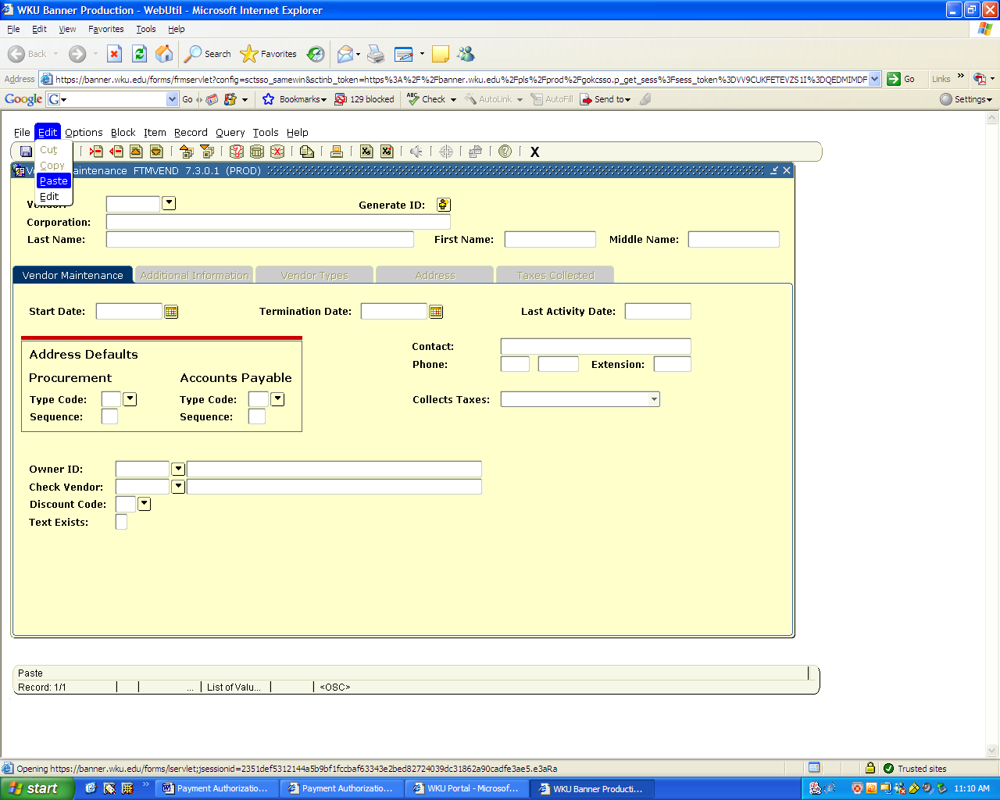 WKU Banner Production - WebUtil - Microsoft Internet Explorer
File Edit View Favorites Tools Help
Back Search Favorites
Address https://banner.wku.edu/forms/frmservlet?config=sctsso_samewin&sctinb_token=https%3A%2F%2Fbanner.wku.edu%2Fpls%2Fprod%2Fgokcsso.p_get_sess%3Fsess_token%3DVV9CUKFETEVZS1I%3DQEDMIMDF Go Links »
Google G Go Bookmarks 129 blocked ABC Check AutoLink AutoFill Send to Settings
File Edit Options Block Item Record Query Tools Help
Cut
Copy
Paste
Edit
X
aintenance FTMVEND 7.3.0.1 (PROD)
Generate ID:
Corporation:
Last Name: First Name: Middle Name:
Vendor Maintenance Additional Information Vendor Types Address Taxes Collected
Start Date: Termination Date: Last Activity Date:
Address Defaults
Contact:
Phone: Extension:
Procurement Accounts Payable
Type Code: Type Code: Collects Taxes:
Sequence: Sequence:
Owner ID:
Check Vendor:
Discount Code:
Text Exists:
Paste
Record: 1/1 ... List of Valu... <OSC>
Opening https://banner.wku.edu/forms/lservlet;jsessionid=2351def5312144a5b9bf1fccbaf63343e2bed82724039dc31862a90cadfe3ae5.e3aRa Trusted sites
start » Payment Authorizatio... Payment Authorizatio... WKU Portal - Microsof... WKU Banner Producti... 11:10 AM